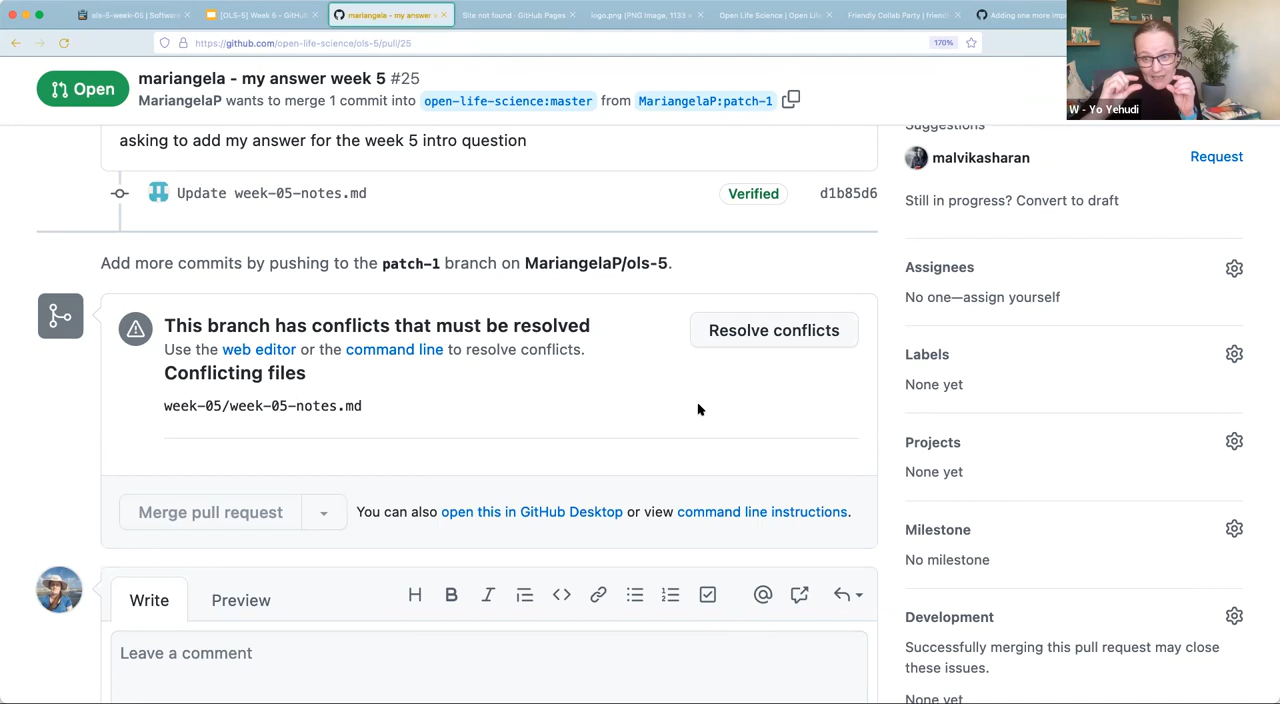 als-5-week-05 | Software
[OLS-5] Week 5 - GitHu
mariangela - my answer
Site not found · GitHub Pages
logo.png (PNG Image, 1133
Open Life Science | Open Li
Friendly Collab Party | friend
Adding one more imp
https://github.com/open-life-science/ols-5/pull/25
170%
W - Yo Yehudi
Open
mariangela - my answer week 5 #25
MariangelaP wants to merge 1 commit into open-life-science:master from MariangelaP:patch-1
asking to add my answer for the week 5 intro question
Update week-05-notes.md
Verified
d1b85d6
Add more commits by pushing to the patch-1 branch on MariangelaP/ols-5.
This branch has conflicts that must be resolved
Use the web editor or the command line to resolve conflicts.
Resolve conflicts
Conflicting files
week-05/week-05-notes.md
Merge pull request
You can also open this in GitHub Desktop or view command line instructions.
Write
Preview
Leave a comment
Suggestions
malvikasharan
Request
Still in progress? Convert to draft
Assignees
No one—assign yourself
Labels
None yet
Projects
None yet
Milestone
No milestone
Development
Successfully merging this pull request may close
these issues.
None yet